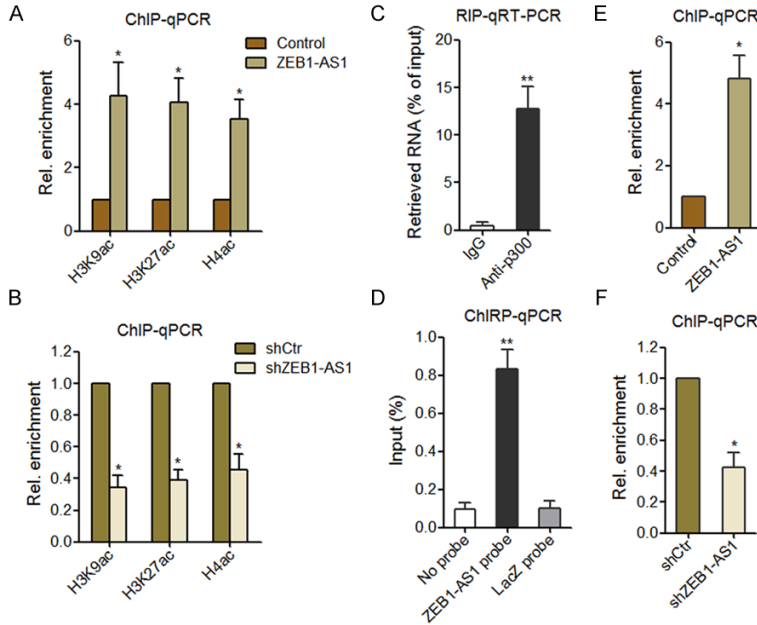 A
ChIP-qPCR
Control
ZEB1-AS1
Rel. enrichment
6
4
2
0
*
*
*
H3K9ac
H3K27ac
H4ac
B
ChIP-qPCR
shCtr
shZEB1-AS1
Rel. enrichment
1.2
1.0
0.8
0.6
0.4
0.2
0.0
*
*
*
H3K9ac
H3K27ac
H4ac
C
RIP-qRT-PCR
Retrieved RNA (% of input)
20
15
10
5
0
**
IgG
Anti-p300
D
ChIRP-qPCR
Input (%)
1.0
0.8
0.6
0.4
0.2
0.0
**
No probe
ZEB1-AS1 probe
LacZ probe
E
ChIP-qPCR
Rel. enrichment
6
4
2
0
*
Control
ZEB1-AS1
F
ChIP-qPCR
Rel. enrichment
1.2
1.0
0.8
0.6
0.4
0.2
0.0
*
shCtr
shZEB1-AS1